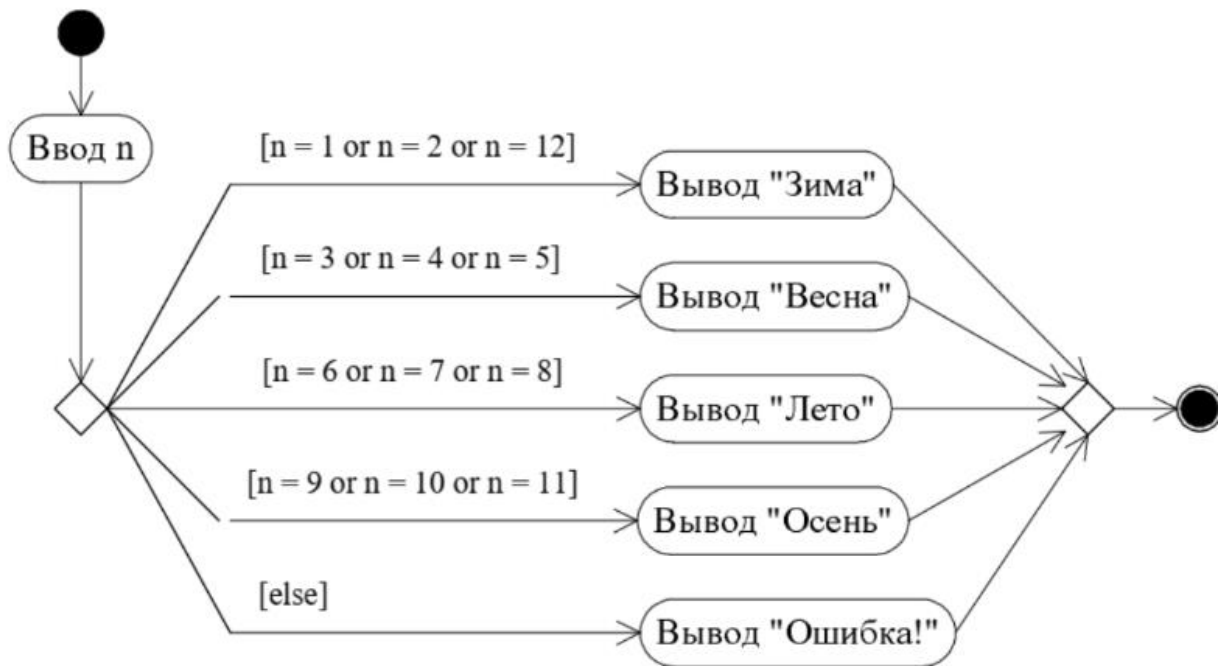 Ввод n
[n = 1 or n = 2 or n = 12]
Вывод "Зима"
[n = 3 or n = 4 or n = 5]
Вывод "Весна"
[n = 6 or n = 7 or n = 8]
Вывод "Лето"
[n = 9 or n = 10 or n = 11]
Вывод "Осень"
[else]
Вывод "Ошибка!"